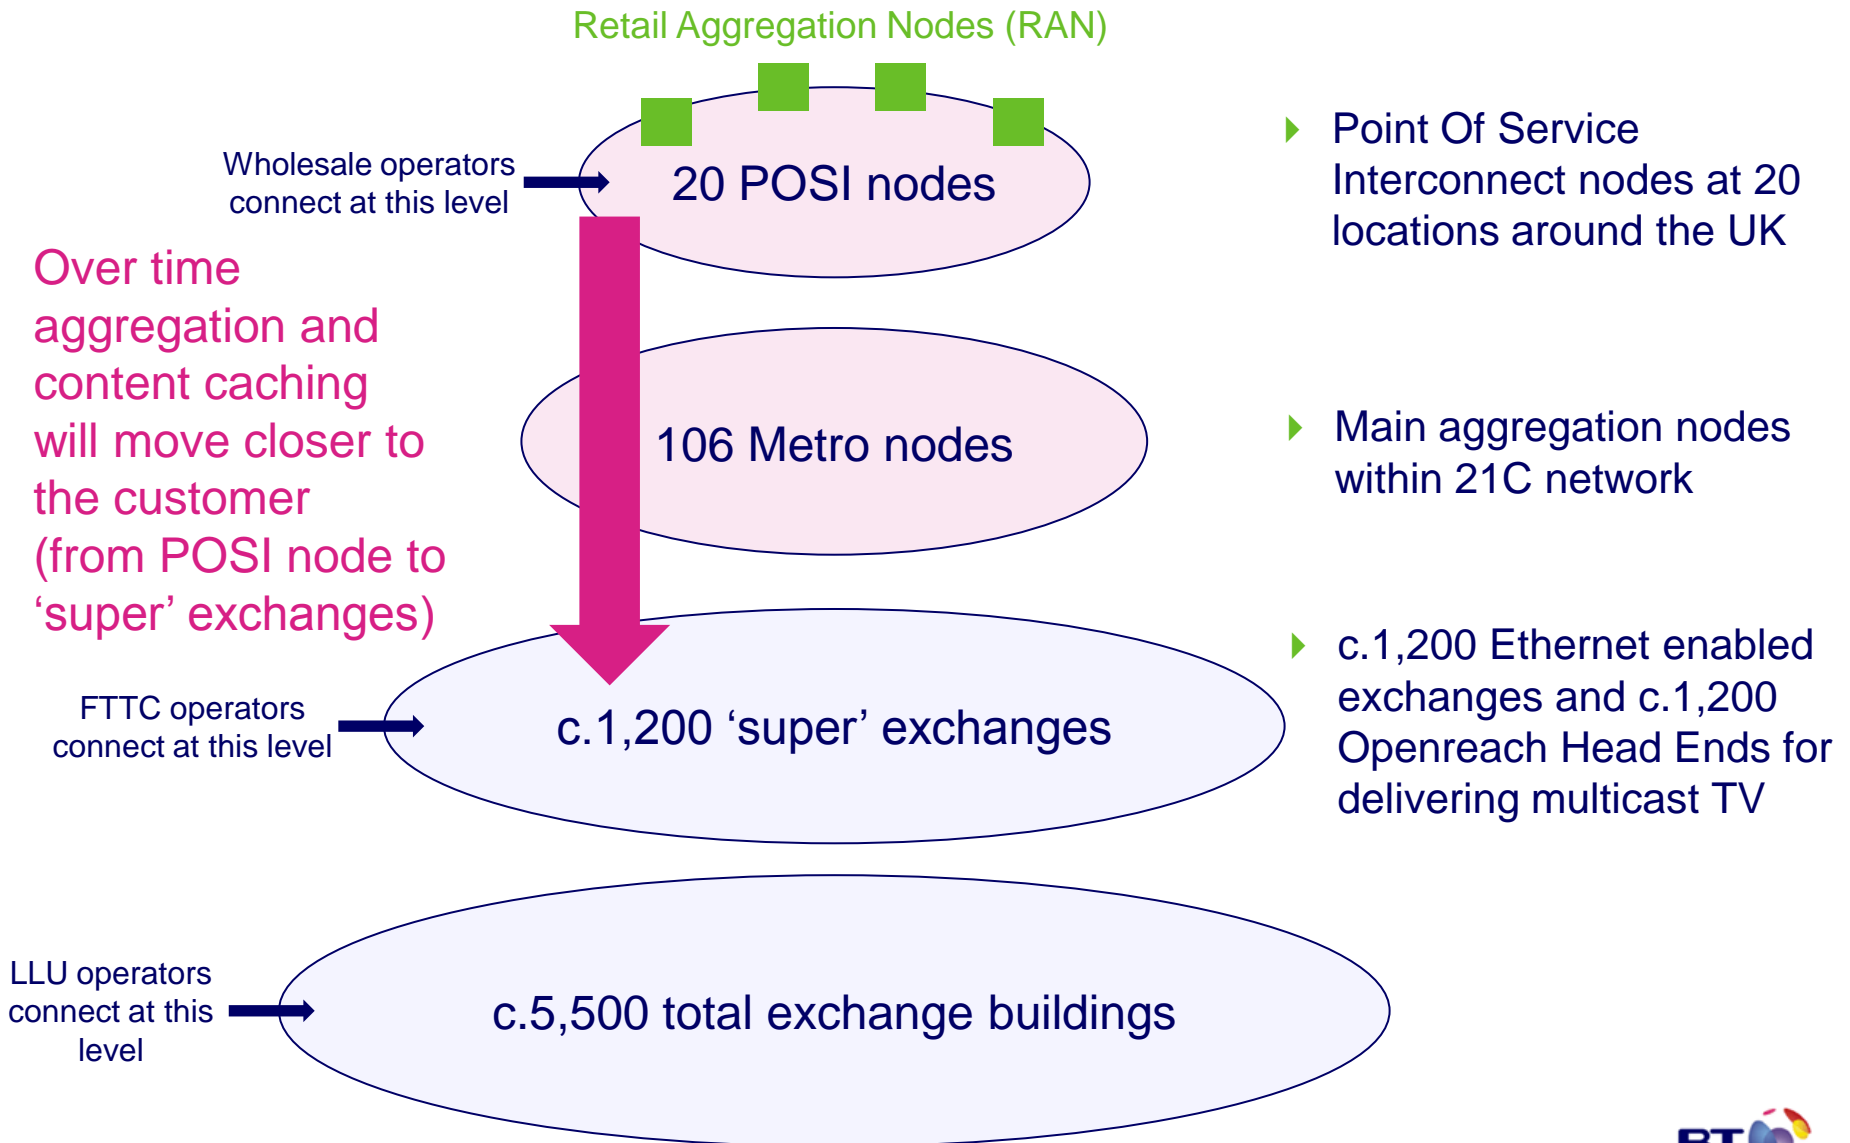 Retail Aggregation Nodes (RAN)
Wholesale operators
connect at this level
20 POSI nodes
Point Of Service
Interconnect nodes at 20
locations around the UK
Over time
aggregation and
content caching
will move closer to
the customer
(from POSI node to
‘super’ exchanges)
106 Metro nodes
Main aggregation nodes
within 21C network
FTTC operators
connect at this level
c.1,200 ‘super’ exchanges
c.1,200 Ethernet enabled
exchanges and c.1,200
Openreach Head Ends for
delivering multicast TV
LLU operators
connect at this
level
c.5,500 total exchange buildings
BT